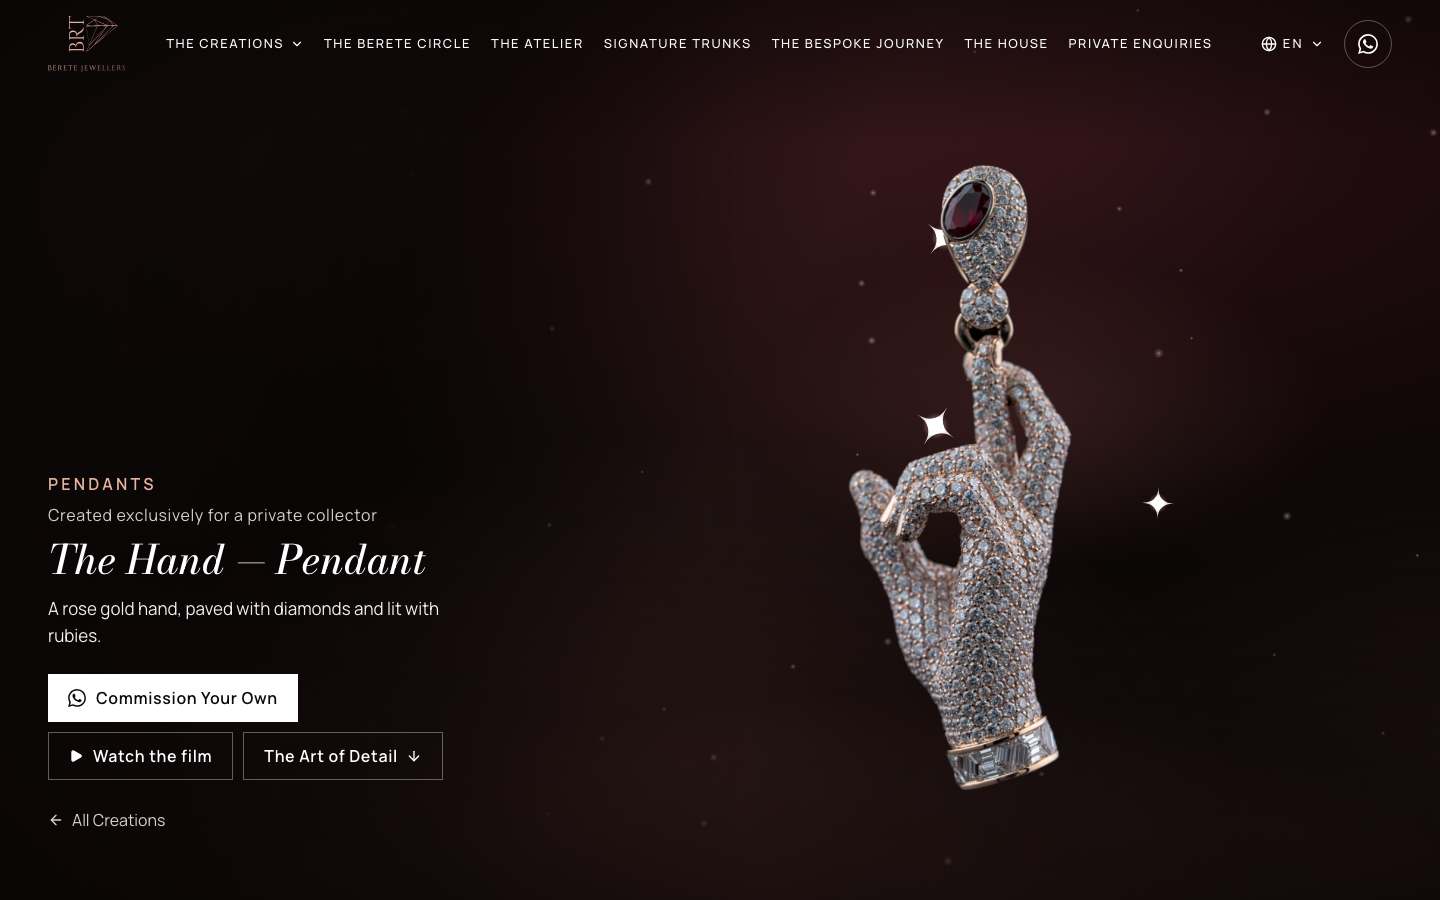 BRT
BERETE JEWELLERS
THE CREATIONS
THE BERETE CIRCLE
THE ATELIER
SIGNATURE TRUNKS
THE BESPOKE JOURNEY
THE HOUSE
PRIVATE ENQUIRIES
EN
PENDANTS
Created exclusively for a private collector
The Hand — Pendant
A rose gold hand, paved with diamonds and lit with
rubies.
Commission Your Own
Watch the film
The Art of Detail
All Creations